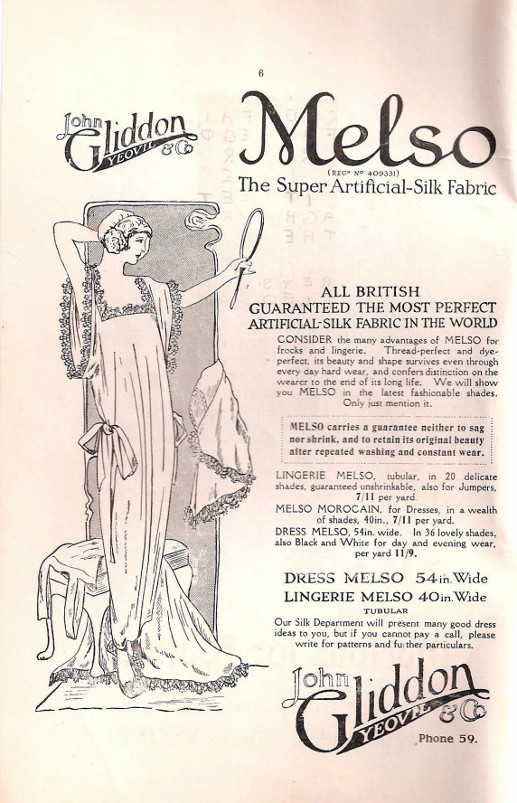 6
John
Gliddon
YEOVIL & Co
Melso
(REGD NO 409331)
The Super Artificial-Silk Fabric
ALL BRITISH
GUARANTEED THE MOST PERFECT
ARTIFICIAL-SILK FABRIC IN THE WORLD
CONSIDER the many advantages of MELSO for
frocks and lingerie. Thread-perfect and dye-
perfect, its beauty and shape survives even through
every day hard wear, and confers distinction on the
wearer to the end of its long life. We will show
you MELSO in the latest fashionable shades.
Only just mention it.
MELSO carries a guarantee neither to sag
nor shrink, and to retain its original beauty
after repeated washing and constant wear.
LINGERIE MELSO, tubular, in 20 delicate
shades, guaranteed unshrinkable, also for Jumpers,
7/11 per yard
MELSO MOROCAIN, for Dresses, in a wealth
of shades, 40in., 7/11 per yard.
DRESS MELSO, 54in. wide. In 36 lovely shades,
also Black and White for day and evening wear,
per yard 11/9.
DRESS MELSO 54in. Wide
LINGERIE MELSO 40in. Wide
TUBULAR
Our Silk Department will present many good dress
ideas to you, but if you cannot pay a call, please
write for patterns and further particulars.
John
Gliddon
YEOVIL & Co
Phone 59.